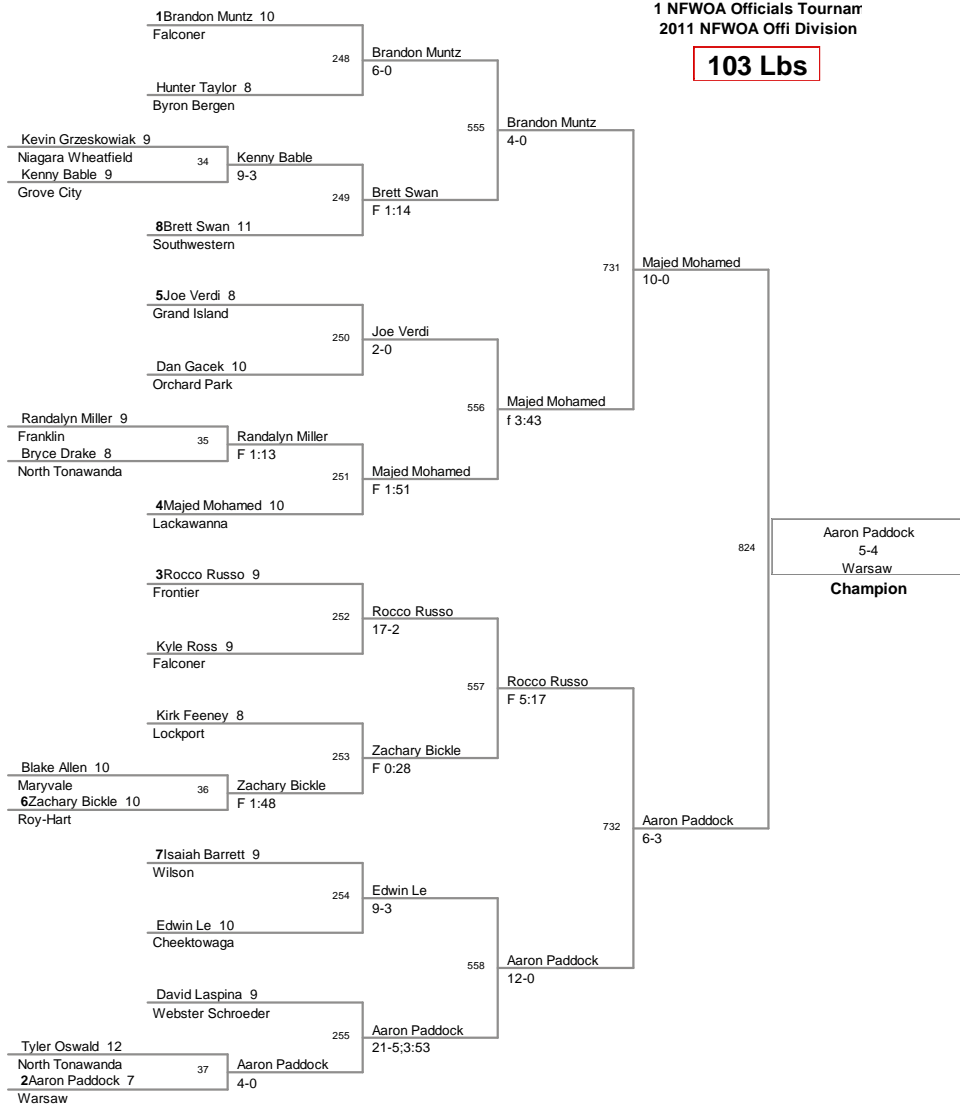 1 NFWOA Officials Tournam
2011 NFWOA Offi Division
103 Lbs
1Brandon Muntz 10
Falconer
248
Brandon Muntz
6-0
Hunter Taylor 8
Byron Bergen
555
Brandon Muntz
4-0
Kevin Grzeskowiak 9
Niagara Wheatfield
34
Kenny Bable
9-3
Kenny Bable 9
Grove City
249
Brett Swan
F 1:14
8Brett Swan 11
Southwestern
731
Majed Mohamed
10-0
5Joe Verdi 8
Grand Island
250
Joe Verdi
2-0
Dan Gacek 10
Orchard Park
556
Majed Mohamed
f 3:43
Randalyn Miller 9
Franklin
35
Randalyn Miller
F 1:13
Bryce Drake 8
North Tonawanda
251
Majed Mohamed
F 1:51
4Majed Mohamed 10
Lackawanna
824
Aaron Paddock
5-4
Warsaw
Champion
3Rocco Russo 9
Frontier
252
Rocco Russo
17-2
Kyle Ross 9
Falconer
557
Rocco Russo
F 5:17
Kirk Feeney 8
Lockport
253
Zachary Bickle
F 0:28
Blake Allen 10
Maryvale
36
Zachary Bickle
F 1:48
6Zachary Bickle 10
Roy-Hart
732
Aaron Paddock
6-3
7Isaiah Barrett 9
Wilson
254
Edwin Le
9-3
Edwin Le 10
Cheektowaga
558
Aaron Paddock
12-0
David Laspina 9
Webster Schroeder
255
Aaron Paddock
21-5;3:53
Tyler Oswald 12
North Tonawanda
37
Aaron Paddock
4-0
2Aaron Paddock 7
Warsaw